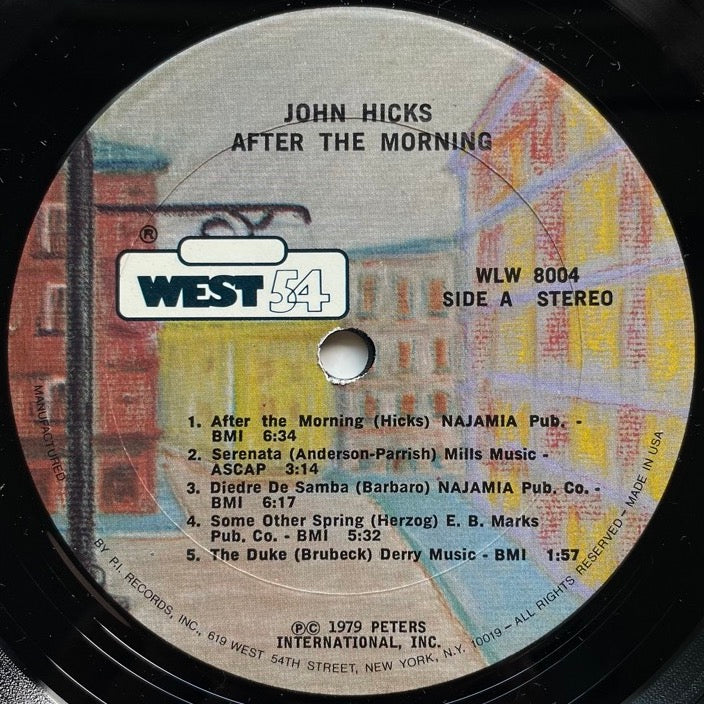 JOHN HICKS
AFTER THE MORNING
®
WEST 54
WLW 8004
SIDE A STEREO
1. After the Morning (Hicks) NAJAMIA Pub. -
BMI 6:34
2. Serenata (Anderson-Parrish) Mills Music -
ASCAP 3:14
3. Diedre De Samba (Barbaro) NAJAMIA Pub. Co. -
BMI 6:17
4. Some Other Spring (Herzog) E. B. Marks
Pub. Co. - BMI 5:32
5. The Duke (Brubeck) Derry Music - BMI 1:57
℗© 1979 PETERS
INTERNATIONAL, INC.
MANUFACTURED BY P.I. RECORDS, INC., 619 WEST 54TH STREET, NEW YORK, N.Y. 10019 – ALL RIGHTS RESERVED – MADE IN USA